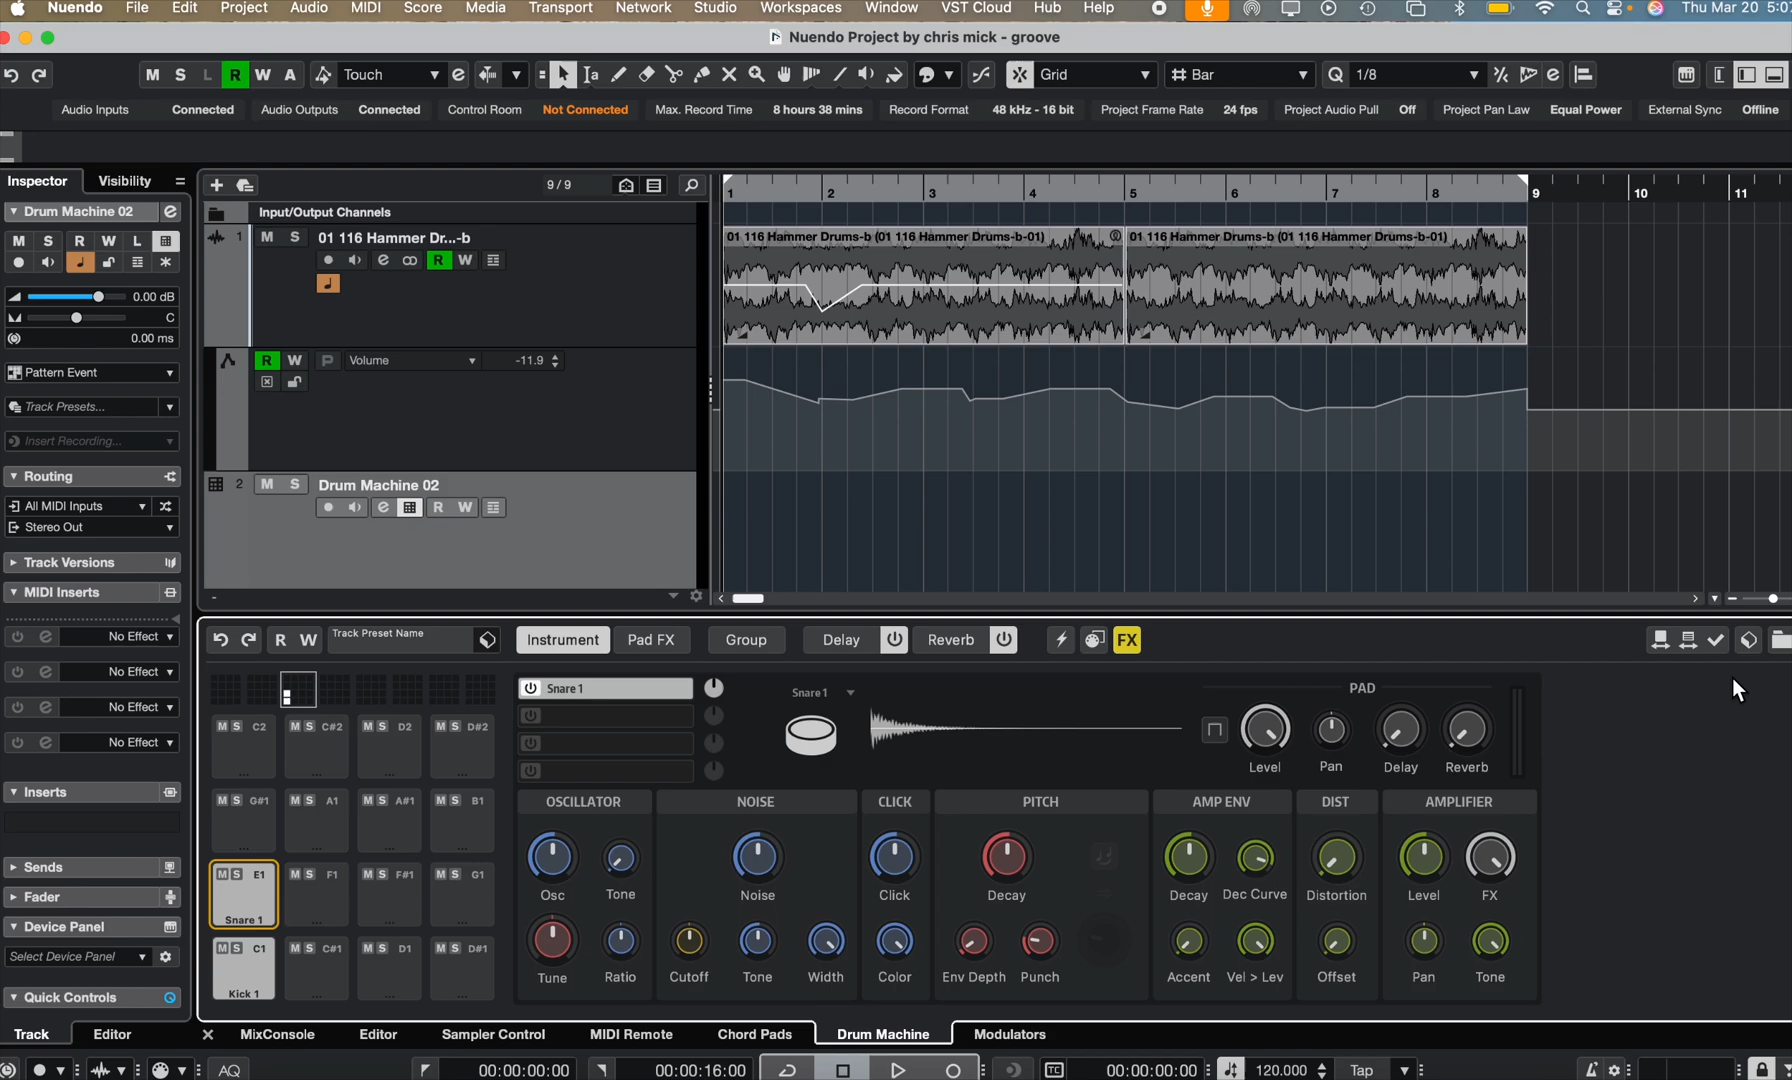 Nuendo File Edit Project Audio MIDI Score Media Transport Network Studio Workspaces Window VST Cloud Hub Help Thu Mar 20 5:0
Nuendo Project by chris mick - groove
M S L R W A Touch Grid Bar Q 1/8
Audio Inputs Connected Audio Outputs Connected Control Room Not Connected Max. Record Time 8 hours 38 mins Record Format 48 kHz - 16 bit Project Frame Rate 24 fps Project Audio Pull Off Project Pan Law Equal Power External Sync Offline
Inspector Visibility 9/9 1 2 3 4 5 6 7 8 9 10 11
Drum Machine 02 Input/Output Channels
M S R W L 1 M S 01 116 Hammer Dr...-b 01 116 Hammer Drums-b (01 116 Hammer Drums-b-01) 01 116 Hammer Drums-b (01 116 Hammer Drums-b-01)
R W
0.00 dB
C
0.00 ms
R W P Volume -11.9
Pattern Event
Track Presets...
Insert Recording...
Routing 2 M S Drum Machine 02
All MIDI Inputs R W
Stereo Out
Track Versions
MIDI Inserts
No Effect R W Track Preset Name Instrument Pad FX Group Delay Reverb FX
No Effect
No Effect
No Effect
Snare 1 Snare 1 PAD
M S C2 M S C#2 M S D2 M S D#2
Level Pan Delay Reverb
Inserts
M S G#1 M S A1 M S A#1 M S B1 OSCILLATOR NOISE CLICK PITCH AMP ENV DIST AMPLIFIER
Sends
M S E1 M S F1 M S F#1 M S G1
Osc Tone Noise Click Decay Decay Dec Curve Distortion Level FX
Fader
Snare 1
Device Panel
M S C1 M S C#1 M S D1 M S D#1
Select Device Panel
Tune Ratio Cutoff Tone Width Color Env Depth Punch Accent Vel > Lev Offset Pan Tone
Quick Controls Kick 1
Track Editor MixConsole Editor Sampler Control MIDI Remote Chord Pads Drum Machine Modulators
AQ 00:00:00:00 00:00:16:00 TC 00:00:00:00 120.000 Tap